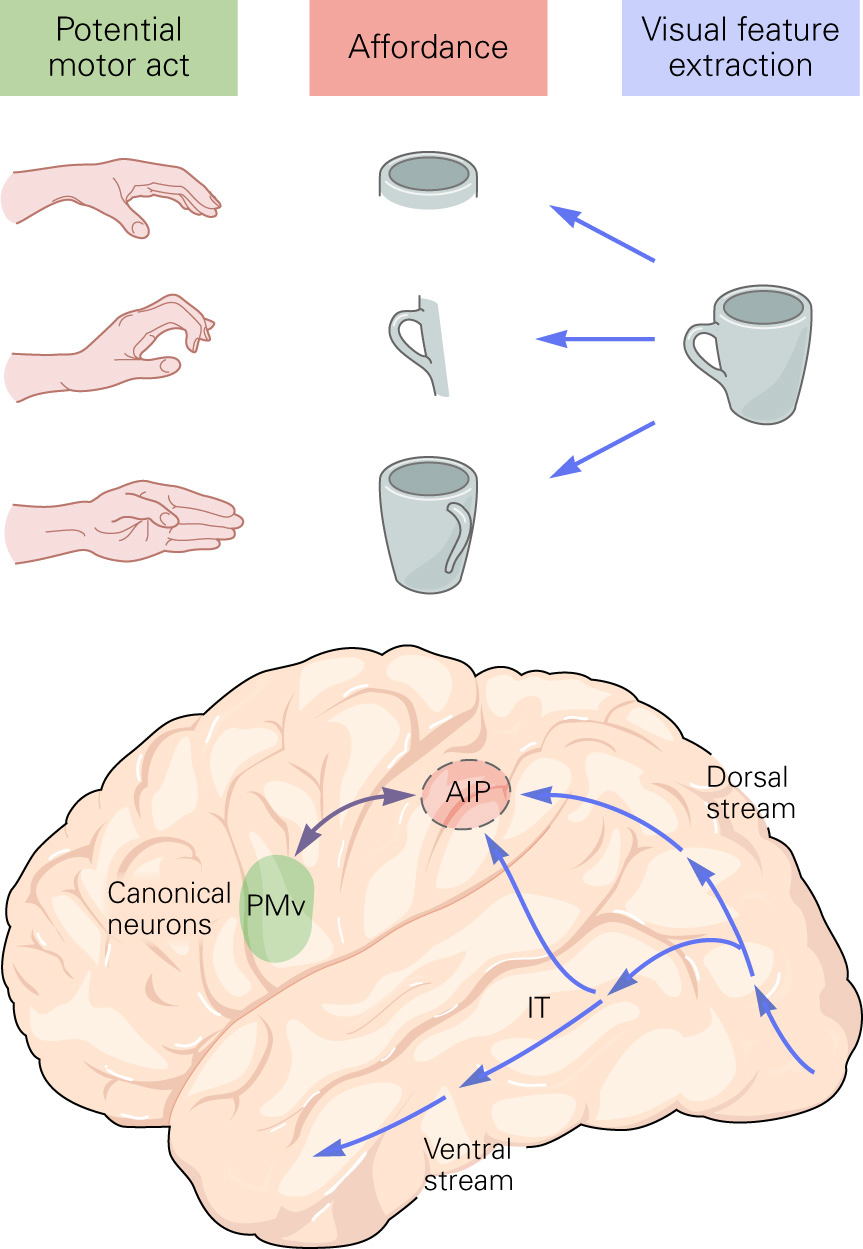 Potential
motor act
Affordance
Visual feature
extraction
AIP
Dorsal
stream
Canonical
neurons
PMv
IT
Ventral
stream